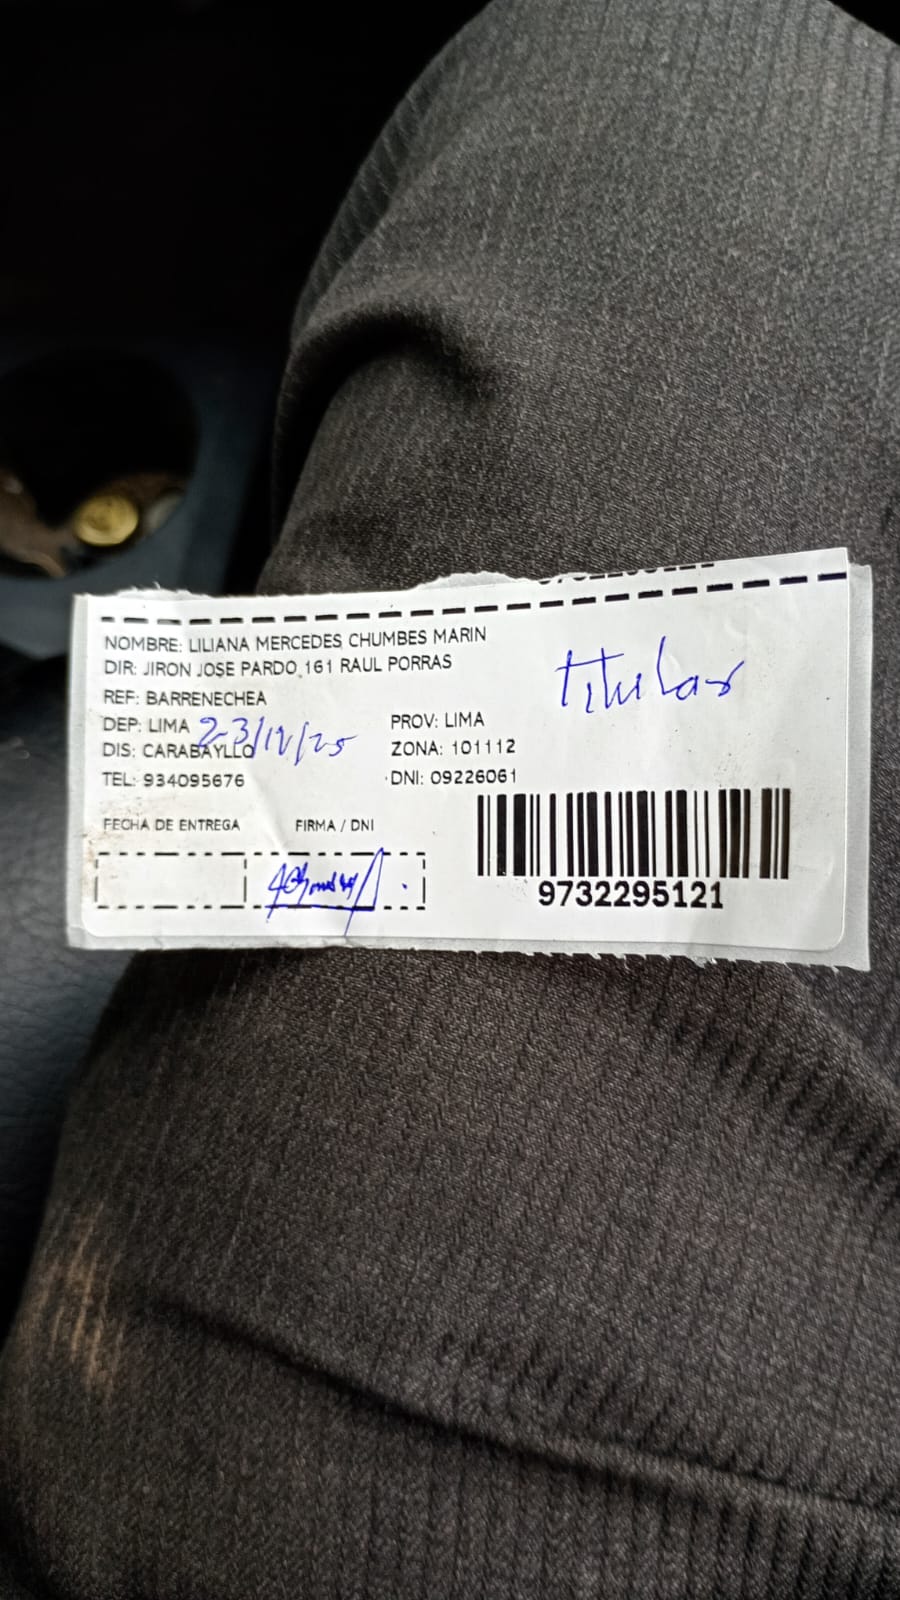 NOMBRE: LILIANA MERCEDES CHUMBES MARIN
DIR: JIRON JOSE PARDO 161 RAUL PORRAS
titular
REF: BARRENECHEA
DEP: LIMA 23/12/25 PROV: LIMA
DIS: CARABAYLLO ZONA: 101112
TEL: 934095676 DNI: 09226061
FECHA DE ENTREGA FIRMA / DNI
9732295121